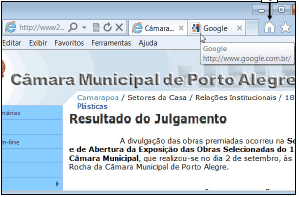 http://www2...
Câmara...
Google
Editar Exibir Favoritos Ferramentas Ajuda
Google
http://www.google.com.br/
Câmara Municipal de Porto Alegre
Camarapoa / Setores da Casa / Relações Institucionais / 18
Plásticas
Resultado do Julgamento
A divulgação das obras premiadas ocorreu na So
e de Abertura da Exposição das Obras Selecionadas do 1
Câmara Municipal, que realizou-se no dia 2 de setembro, às
Rocha da Câmara Municipal de Porto Alegre.
n-line